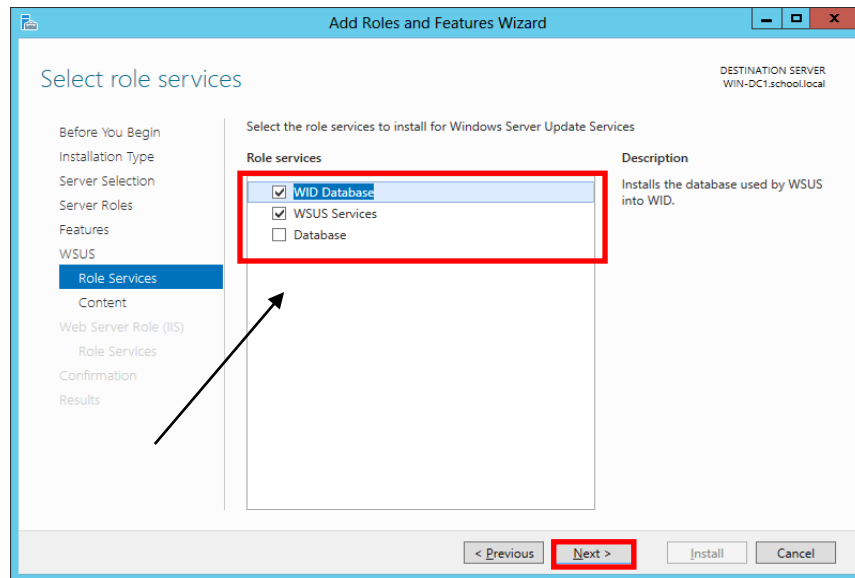 Add Roles and Features Wizard
Select role services
DESTINATION SERVER
WIN-DC1.school.local
Before You Begin
Installation Type
Server Selection
Server Roles
Features
WSUS
Role Services
Content
Web Server Role (IIS)
Role Services
Confirmation
Results
Select the role services to install for Windows Server Update Services
Role services
WID Database
WSUS Services
Database
Description
Installs the database used by WSUS
into WID.
< Previous
Next >
Install
Cancel